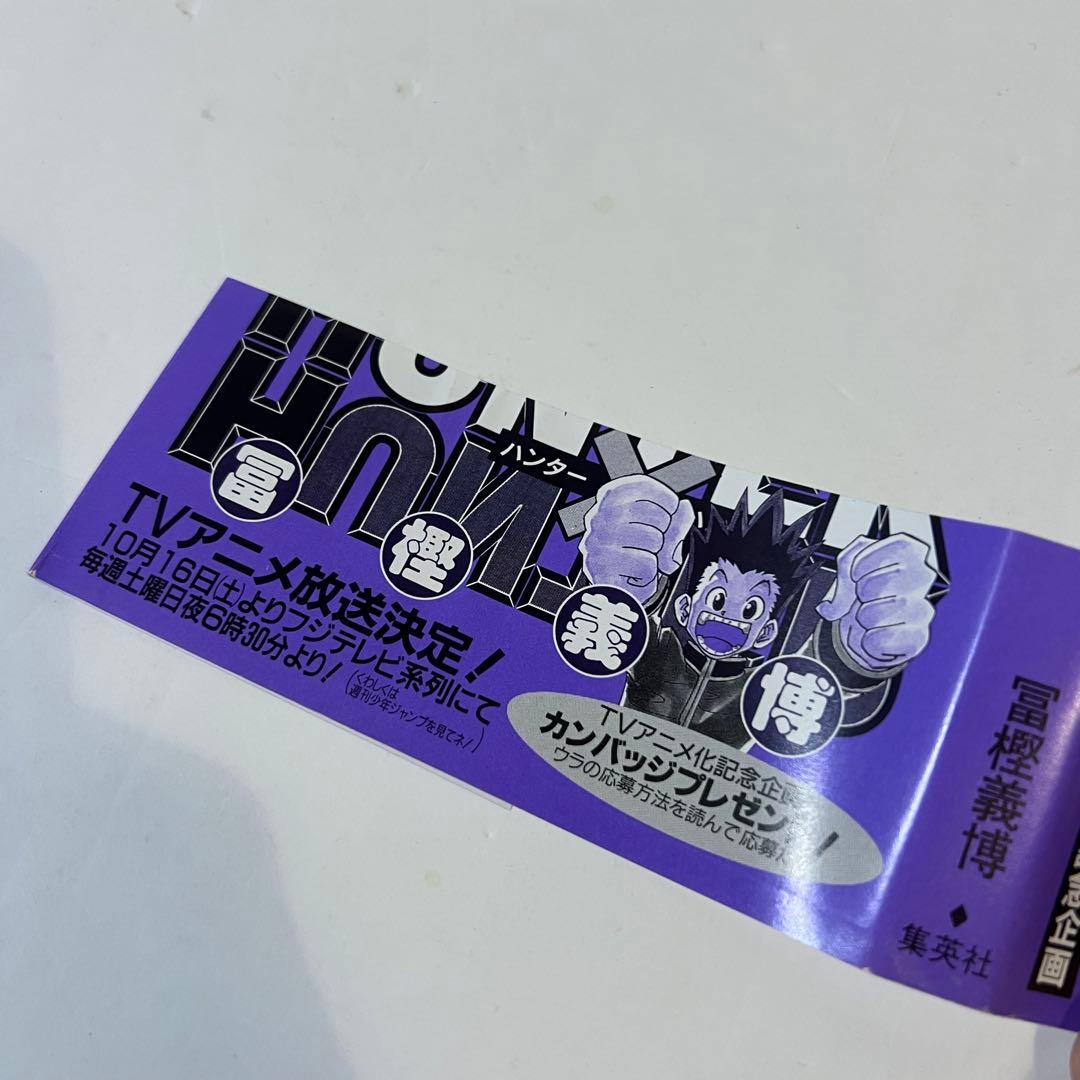 ハンター
冨樫義博
TVアニメ放送決定!
10月16日(土)よりフジテレビ系列にて
毎週土曜日夜6時30分より!
(くわしくは
週刊少年ジャンプを見てネ!)
TVアニメ化記念企画
カンバッジプレゼント!
ウラの応募方法を読んで応募
冨樫義博
◆
集英社
念企画